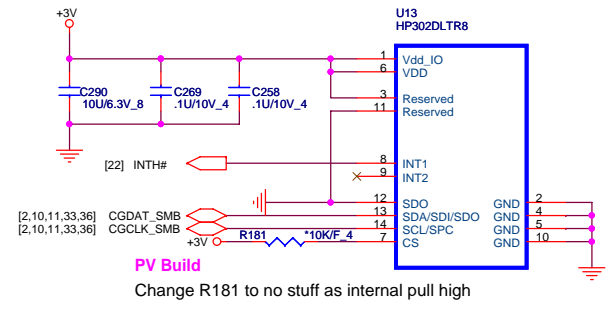 +3V
U13
HP302DLTR8
1 Vdd_IO
6 VDD
C290
10U/6.3V_8
C269
.1U/10V_4
C258
.1U/10V_4
3 Reserved
11 Reserved
[22] INTH#
8 INT1
9 INT2
12 SDO
GND 2
[2,10,11,33,36] CGDAT_SMB
13 SDA/SDI/SDO
GND 4
[2,10,11,33,36] CGCLK_SMB
14 SCL/SPC
GND 5
+3V
R181
*10K/F_4
7 CS
GND 10
PV Build
Change R181 to no stuff as internal pull high